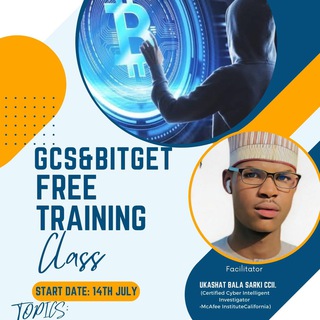 GCS&BITGET
FREE
TRAINING
Class
START DATE: 14TH JULY
TOPICS:
Facilitator
UKASHAT BALA SARKI CCII,
(Certified Cyber Intelligent
Investigator
-McAfee InstituteCalifornia)